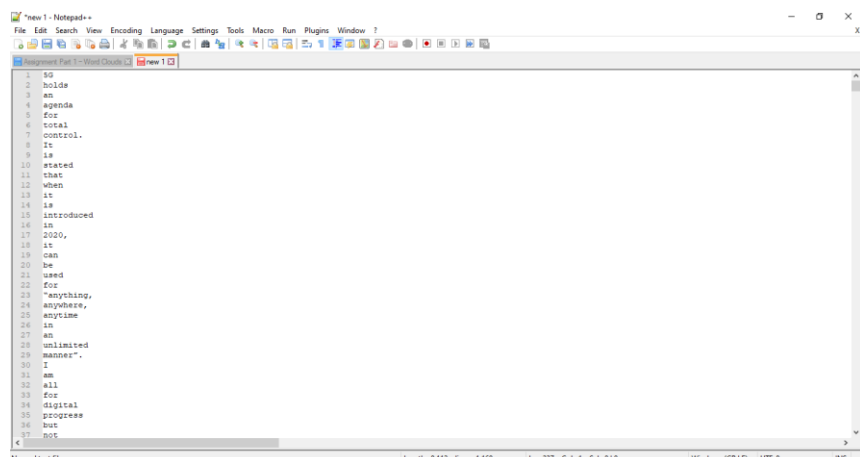 *new 1 - Notepad++
File Edit Search View Encoding Language Settings Tools Macro Run Plugins Window ?
X
Assignment Part 1 - Word Clouds new 1
1 5G
2 holds
3 an
4 agenda
5 for
6 total
7 control.
8 It
9 is
10 stated
11 that
12 when
13 it
14 is
15 introduced
16 in
17 2020,
18 it
19 can
20 be
21 used
22 for
23 "anything,
24 anywhere,
25 anytime
26 in
27 an
28 unlimited
29 manner".
30 I
31 am
32 all
33 for
34 digital
35 progress
36 but
37 not